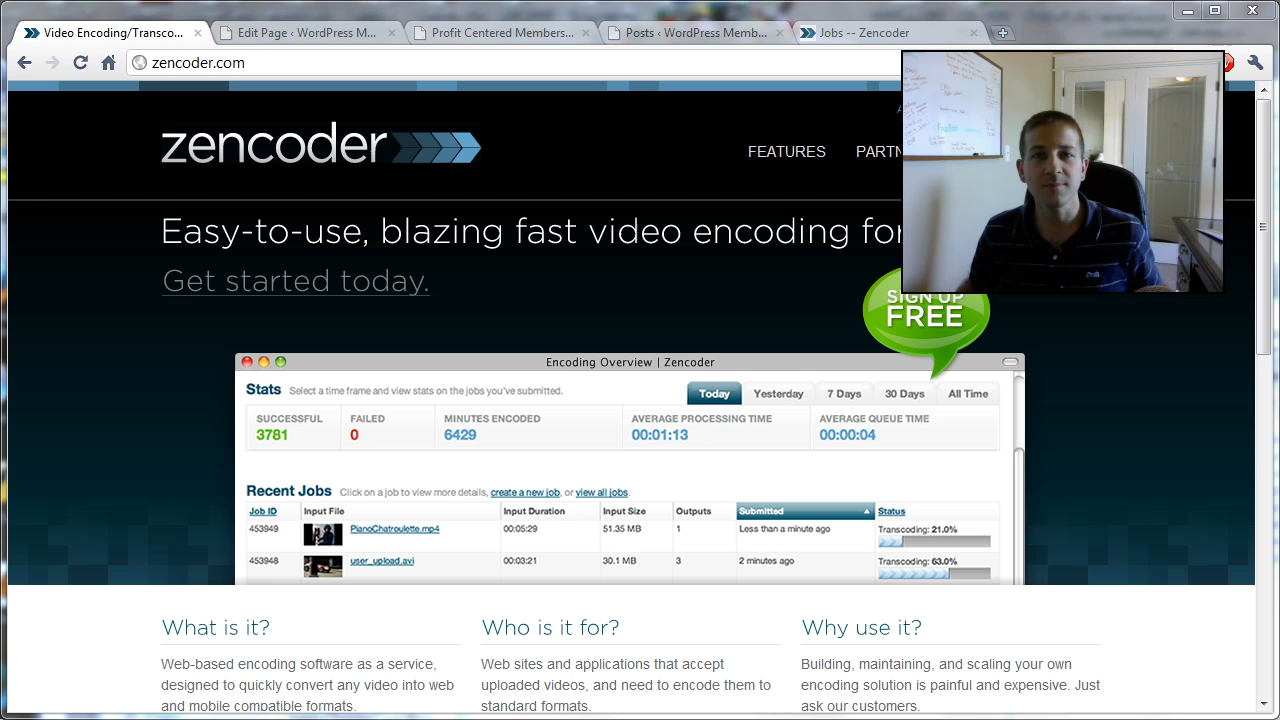 Video Encoding/Transco...
Edit Page ‹ WordPress M...
Profit Centered Members...
Posts ‹ WordPress Memb...
Jobs -- Zencoder
zencoder.com
zencoder
FEATURES
PARTN
Easy-to-use, blazing fast video encoding for
Get started today.
SIGN UP
FREE
Encoding Overview | Zencoder
Stats Select a time frame and view stats on the jobs you've submitted.
Today Yesterday 7 Days 30 Days All Time
SUCCESSFUL FAILED MINUTES ENCODED AVERAGE PROCESSING TIME AVERAGE QUEUE TIME
3781 0 6429 00:01:13 00:00:04
Recent Jobs Click on a job to view more details, create a new job, or view all jobs.
Job ID Input File Input Duration Input Size Outputs Submitted Status
453949 PianoChatroulette.mp4 00:05:29 51.35 MB 1 Less than a minute ago Transcoding: 21.0%
453948 user_upload.avi 00:03:21 30.1 MB 3 2 minutes ago Transcoding: 63.0%
What is it?
Web-based encoding software as a service,
designed to quickly convert any video into web
and mobile compatible formats.
Who is it for?
Web sites and applications that accept
uploaded videos, and need to encode them to
standard formats.
Why use it?
Building, maintaining, and scaling your own
encoding solution is painful and expensive. Just
ask our customers.